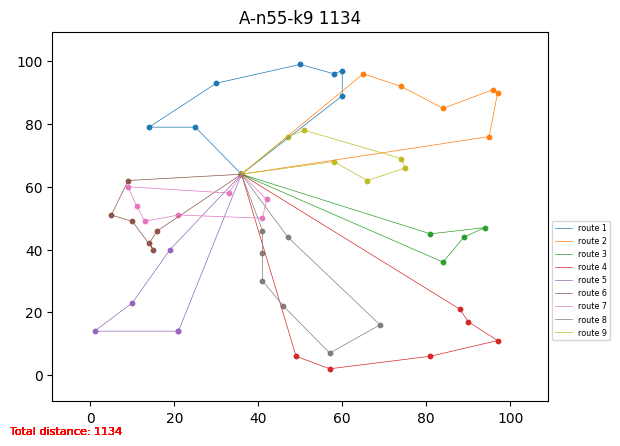 A-n55-k9 1134
100
80
60
40
20
0
0 20 40 60 80 100
route 1
route 2
route 3
route 4
route 5
route 6
route 7
route 8
route 9
Total distance: 1134